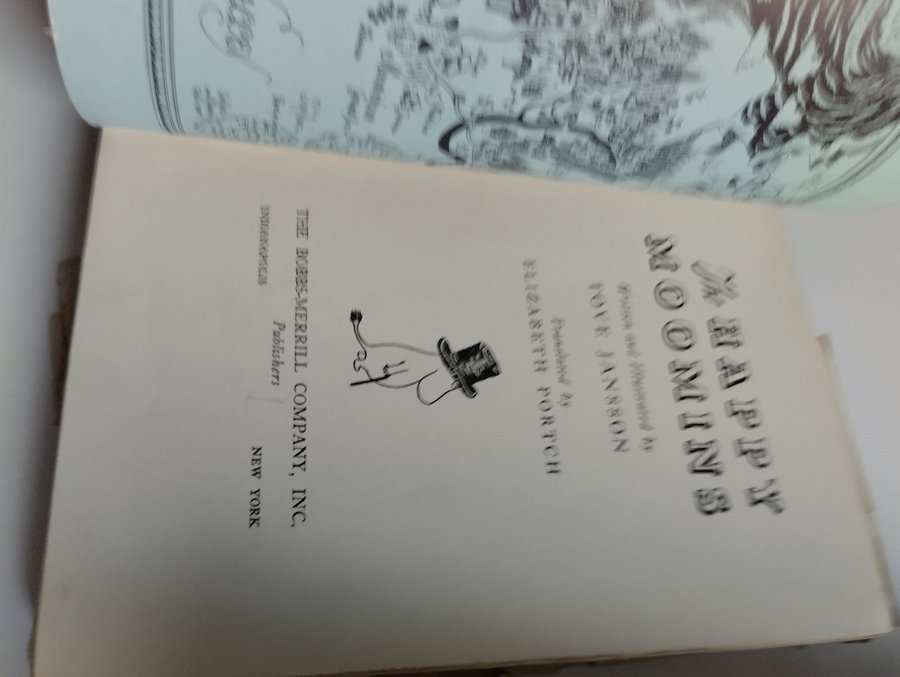 The HAPPY
MOOMINS
Written and Illustrated by
TOVE JANSSON
Translated by
ELIZABETH PORTCH
THE BOBBS-MERRILL COMPANY, INC.
Publishers
INDIANAPOLIS NEW YORK